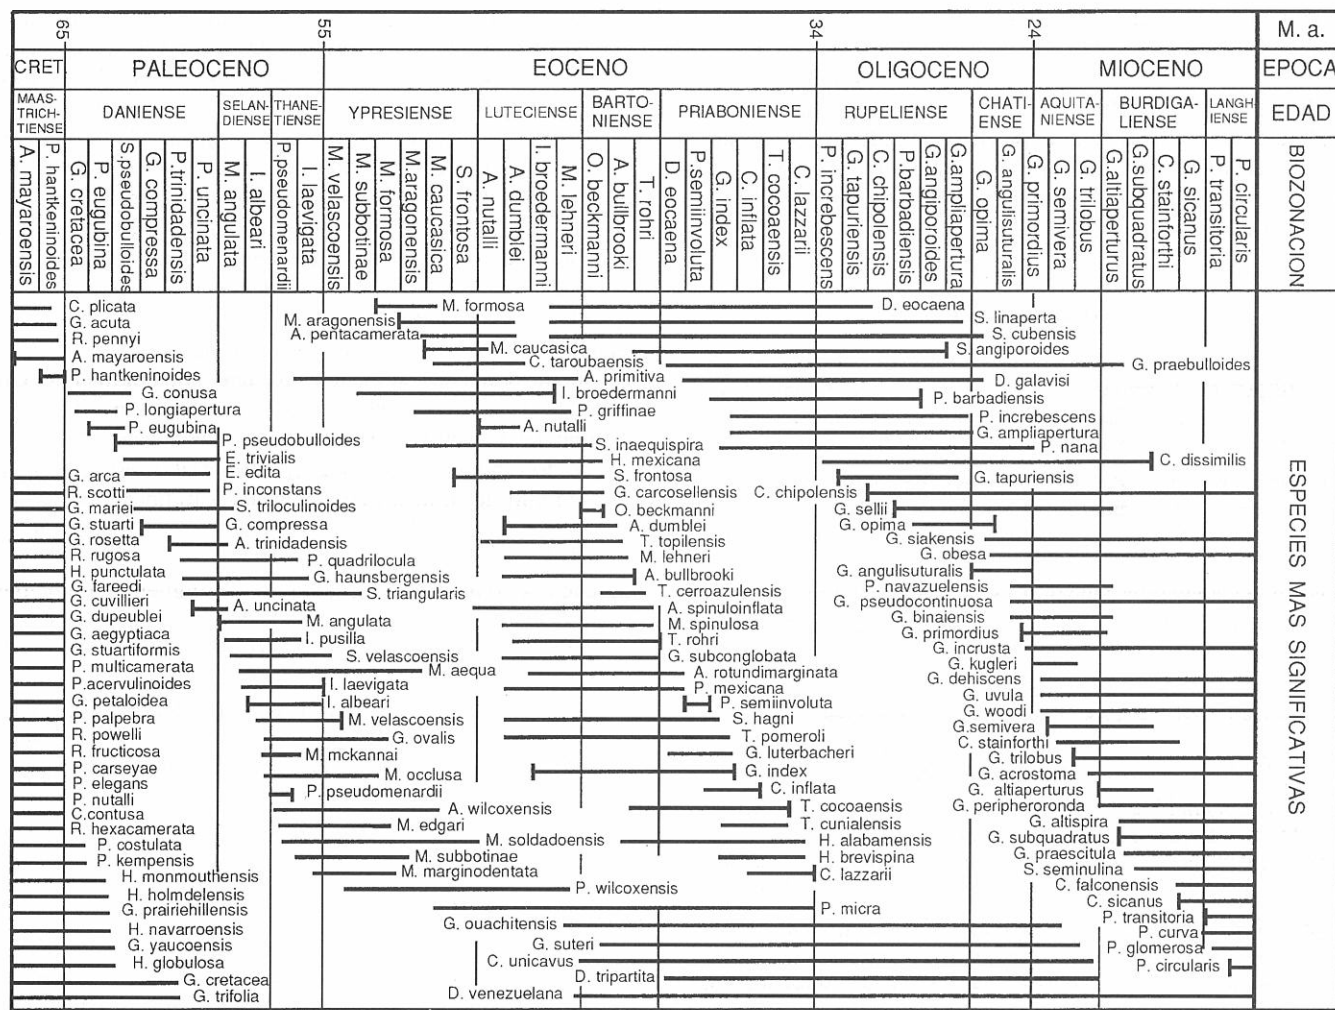 65 55 34 24 M. a.
CRET PALEOCENO EOCENO OLIGOCENO MIOCENO EPOCA
MAAS-
TRICH-
TIENSE
DANIENSE
SELAN-
DIENSE
THANE-
TIENSE
YPRESIENSE
LUTECIENSE
BARTO-
NIENSE
PRIABONIENSE
RUPELIENSE
CHATI-
ENSE
AQUITA-
NIENSE
BURDIGA-
LIENSE
LANGH-
IENSE
EDAD
A. mayaroensis
P. hantkeninoides
G. cretacea
P. eugubina
S.pseudobulloides
G. compressa
P.trinidadensis
P. uncinata
M. angulata
I. albeari
P.pseudomenardii
I. laevigata
M. velascoensis
M. subbotinae
M. formosa
M.aragonensis
M. caucasica
S. frontosa
A. nutalli
A. dumblei
I. broedermanni
M. lehneri
O. beckmanni
A. bullbrooki
T. rohri
D. eocaena
P.semiinvoluta
G. index
C. inflata
T. cocoaensis
C. lazzarii
P. increbescens
G. tapuriensis
C. chipolensis
P.barbadiensis
G.angiporoides
G.ampliapertura
G. opima
G. angulisuturalis
G. primordius
G. semivera
G. trilobus
G.altiaperturus
G.subquadratus
C. stainforthi
G. sicanus
P. transitoria
P. circularis
BIOZONACION
C. plicata
G. acuta
R. pennyi
A. mayaroensis
P. hantkeninoides
G. conusa
P. longiapertura
P. eugubina
P. pseudobulloides
E. trivialis
G. arca
E. edita
R. scotti
P. inconstans
G. mariei
S. triloculinoides
G. stuarti
G. compressa
G. rosetta
A. trinidadensis
R. rugosa
P. quadrilocula
H. punctulata
G. haunsbergensis
G. fareedi
S. triangularis
G. cuvillieri
A. uncinata
G. dupeublei
M. angulata
G. aegyptiaca
I. pusilla
G. stuartiformis
S. velascoensis
P. multicamerata
M. aequa
P.acervulinoides
I. laevigata
G. petaloidea
I. albeari
P. palpebra
M. velascoensis
R. powelli
G. ovalis
R. fructicosa
M. mckannai
P. carseyae
M. occlusa
P. elegans
P. pseudomenardii
P. nutalli
C.contusa
A. wilcoxensis
R. hexacamerata
M. edgari
P. costulata
M. soldadoensis
P. kempensis
M. subbotinae
H. monmouthensis
M. marginodentata
H. holmdelensis
P. wilcoxensis
G. prairiehillensis
H. navarroensis
G. yaucoensis
H. globulosa
G. cretacea
G. trifolia
M. formosa
M. aragonensis
A. pentacamerata
M. caucasica
C. taroubaensis
A. primitiva
I. broedermanni
P. griffinae
A. nutalli
S. inaequispira
H. mexicana
S. frontosa
G. carcosellensis
O. beckmanni
A. dumblei
T. topilensis
M. lehneri
A. bullbrooki
T. cerroazulensis
A. spinuloinflata
M. spinulosa
T. rohri
G. subconglobata
A. rotundimarginata
P. mexicana
P. semiinvoluta
S. hagni
T. pomeroli
G. luterbacheri
G. index
C. inflata
T. cocoaensis
T. cunialensis
H. alabamensis
H. brevispina
C. lazzarii
P. micra
G. ouachitensis
G. suteri
C. unicavus
D. tripartita
D. venezuelana
D. eocaena
S. linaperta
S. cubensis
S. angiporoides
G. praebulloides
D. galavisi
P. barbadiensis
P. increbescens
G. ampliapertura
P. nana
C. dissimilis
G. tapuriensis
C. chipolensis
G. sellii
G. opima
G. siakensis
G. obesa
G. angulisuturalis
P. navazuelensis
G. pseudocontinuosa
G. binaiensis
G. primordius
G. incrusta
G. kugleri
G. dehiscens
G. uvula
G. woodi
G.semivera
C. stainforthi
G. trilobus
G. acrostoma
G. altiaperturus
G. peripheroronda
G. altispira
G. subquadratus
G. praescitula
S. seminulina
C. falconensis
C. sicanus
P. transitoria
P. curva
P. glomerosa
P. circularis
ESPECIES MAS SIGNIFICATIVAS